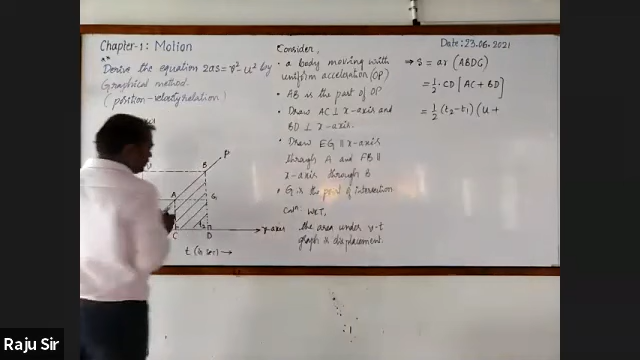 Chapter-1: Motion
Derive the equation 2as = v² - u² by
Graphical method.
(position-velocity relation)
P
B
A
G
C
D
x-axis
t (in sec) →
Consider,
• a body moving with
uniform acceleration (OP)
• AB is the part of OP
• Draw AC ⊥ x-axis and
BD ⊥ x-axis.
• Draw EG || x-axis
through A and FB ||
x-axis through B
• G is the point of intersection
WKT,
the area under v-t
graph is displacement.
Date: 23.06.2021
→ S = ar (ABDG)
= 1/2 · CD [AC + BD]
= 1/2 (t₂ - t₁) (u +
Raju Sir